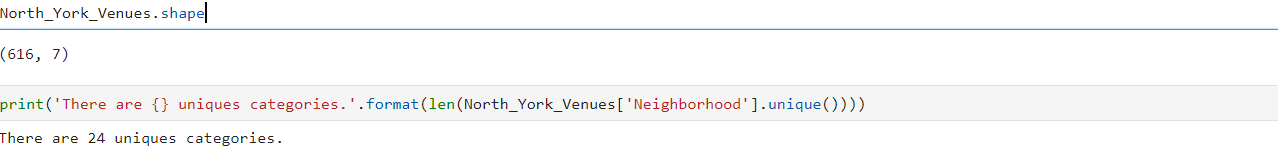 North_York_Venues.shape
(616, 7)
print('There are {} uniques categories.'.format(len(North_York_Venues['Neighborhood'].unique())))
There are 24 uniques categories.